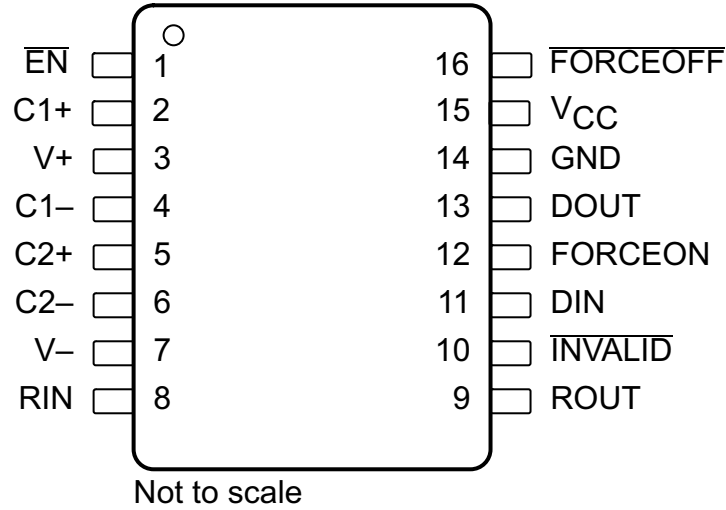 EN 1 16 FORCEOFF
C1+ 2 15 VCC
V+ 3 14 GND
C1– 4 13 DOUT
C2+ 5 12 FORCEON
C2– 6 11 DIN
V– 7 10 INVALID
RIN 8 9 ROUT
Not to scale